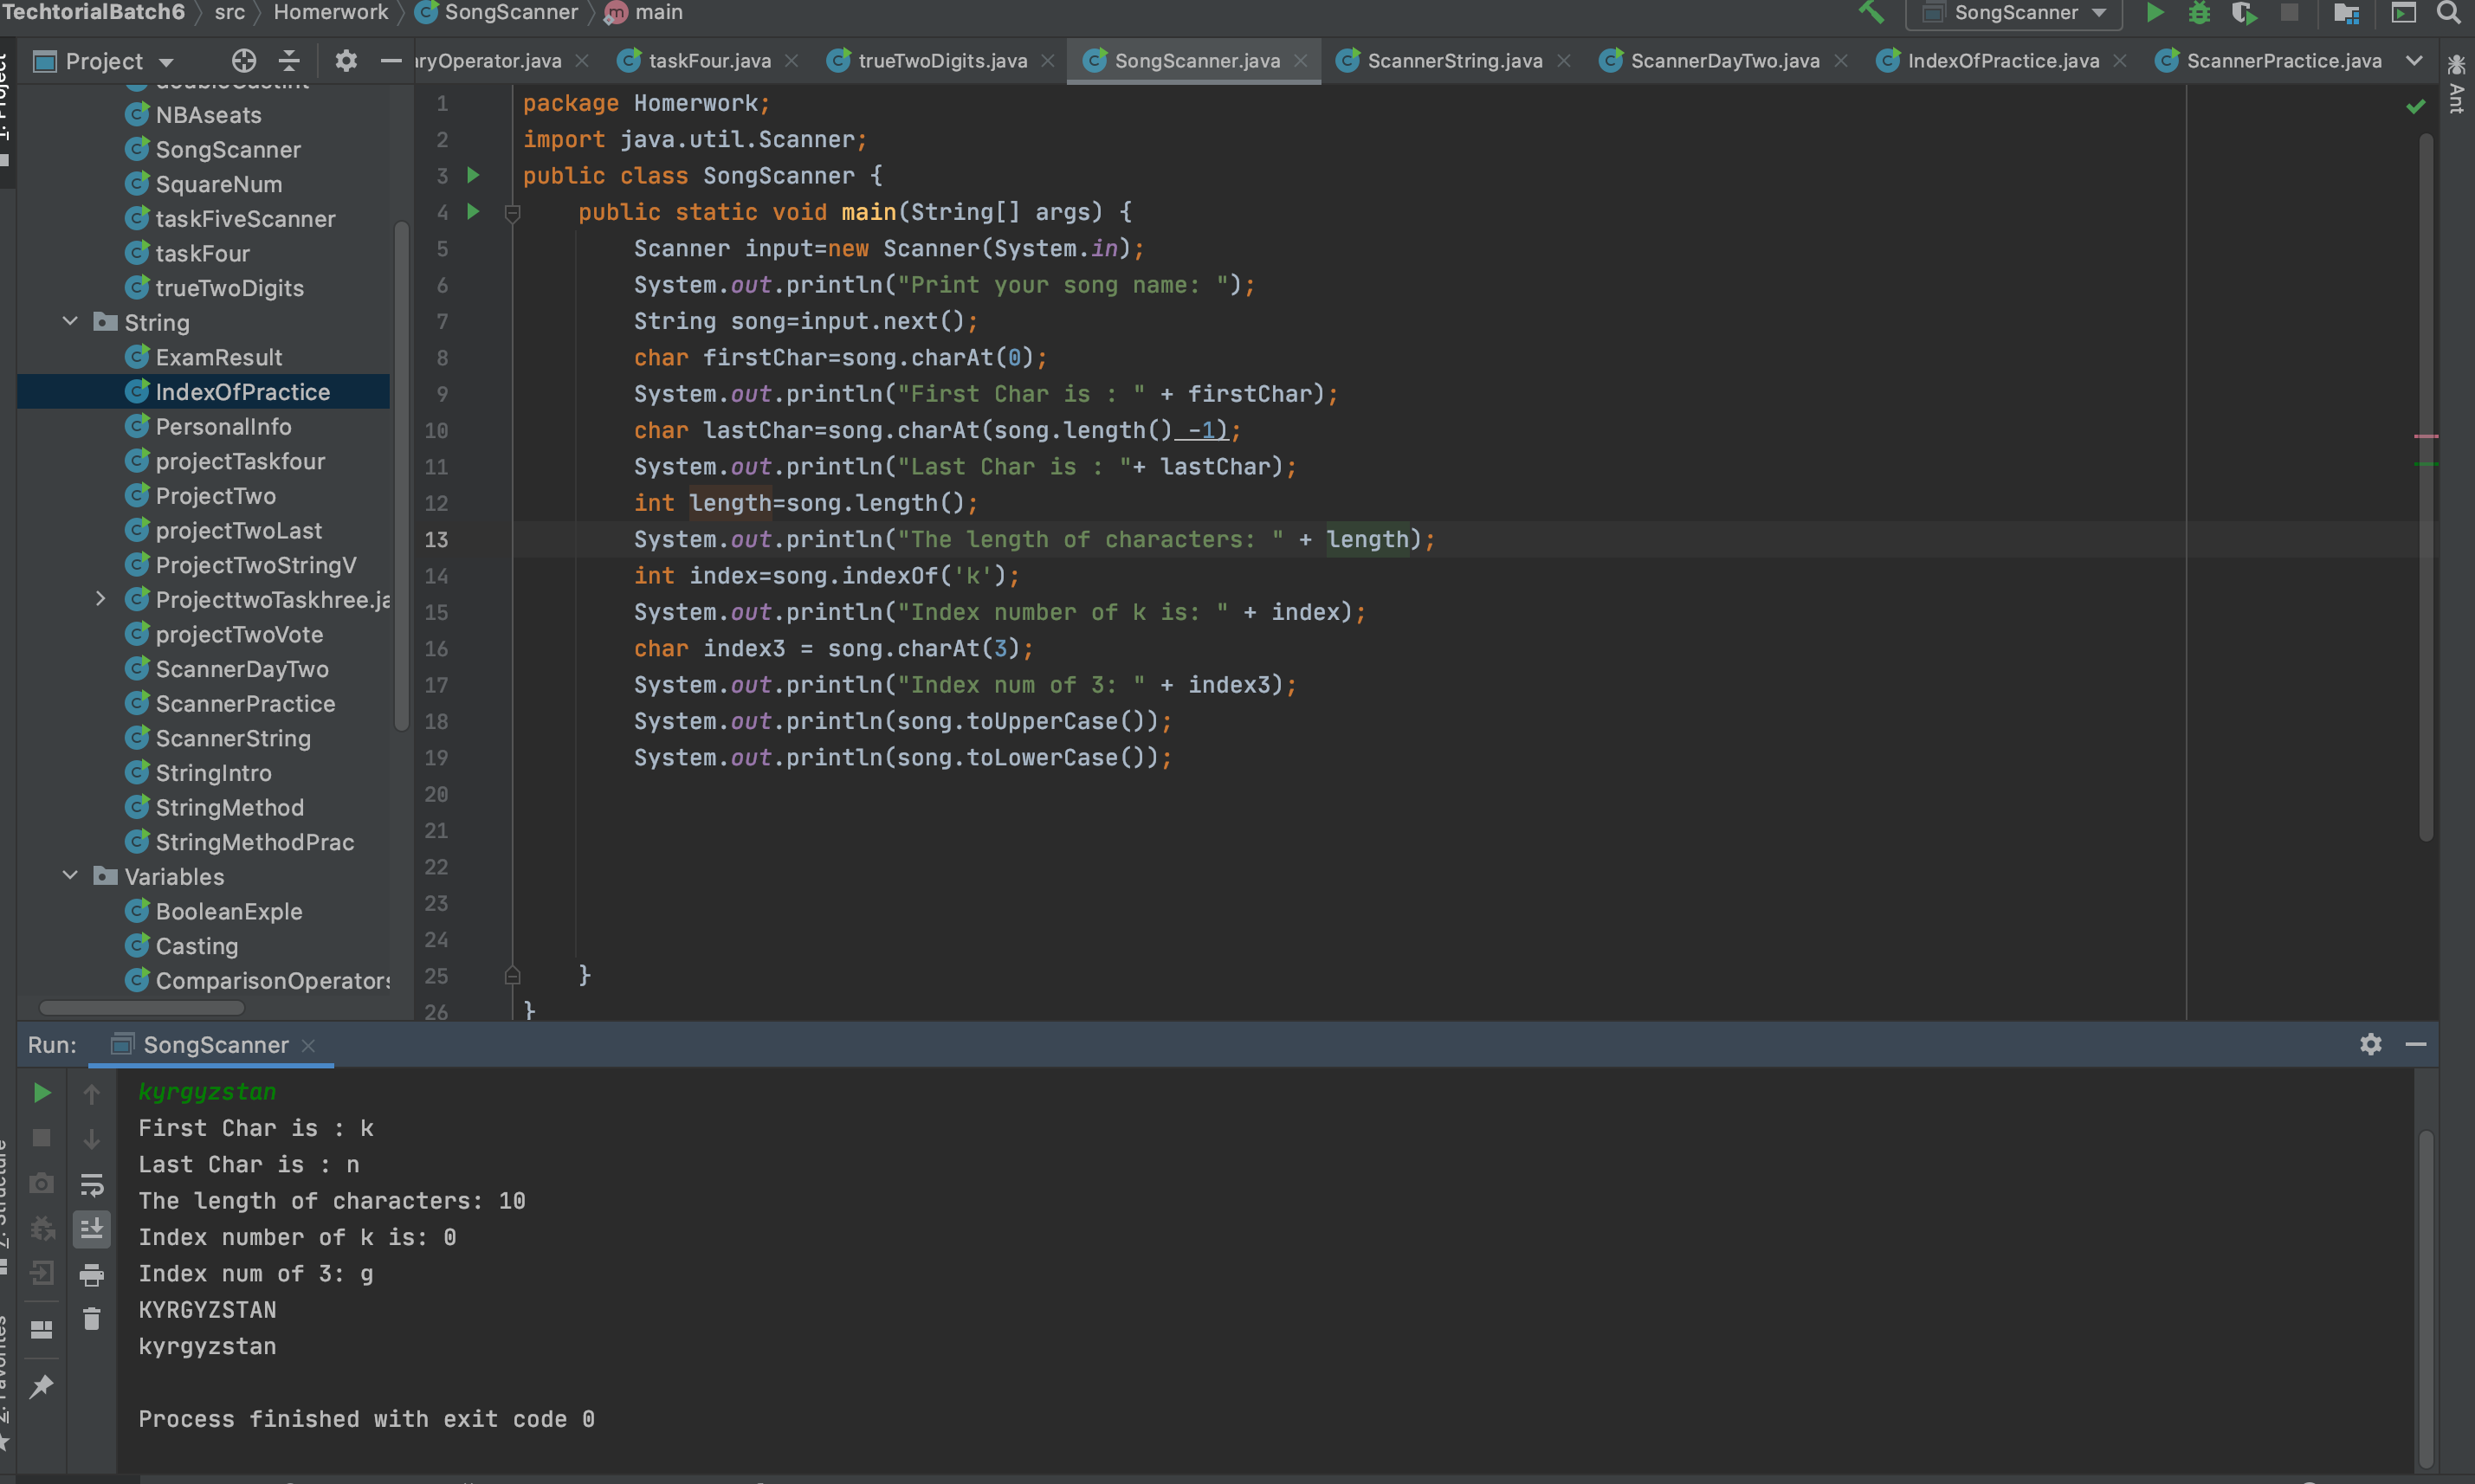 TechtorialBatch6 src Homerwork SongScanner main SongScanner
Project ryOperator.java taskFour.java trueTwoDigits.java SongScanner.java ScannerString.java ScannerDayTwo.java IndexOfPractice.java ScannerPractice.java
1: Project
Ant
NBAseats
SongScanner
SquareNum
taskFiveScanner
taskFour
trueTwoDigits
String
ExamResult
IndexOfPractice
PersonalInfo
projectTaskfour
ProjectTwo
projectTwoLast
ProjectTwoStringV
ProjecttwoTaskhree.ja
projectTwoVote
ScannerDayTwo
ScannerPractice
ScannerString
StringIntro
StringMethod
StringMethodPrac
Variables
BooleanExple
Casting
ComparisonOperators
1 package Homerwork;
2 import java.util.Scanner;
3 public class SongScanner {
4 public static void main(String[] args) {
5 Scanner input=new Scanner(System.in);
6 System.out.println("Print your song name: ");
7 String song=input.next();
8 char firstChar=song.charAt(0);
9 System.out.println("First Char is : " + firstChar);
10 char lastChar=song.charAt(song.length() -1);
11 System.out.println("Last Char is : "+ lastChar);
12 int length=song.length();
13 System.out.println("The length of characters: " + length);
14 int index=song.indexOf('k');
15 System.out.println("Index number of k is: " + index);
16 char index3 = song.charAt(3);
17 System.out.println("Index num of 3: " + index3);
18 System.out.println(song.toUpperCase());
19 System.out.println(song.toLowerCase());
20
21
22
23
24
25 }
26 }
Run: SongScanner
kyrgyzstan
First Char is : k
Last Char is : n
The length of characters: 10
Index number of k is: 0
Index num of 3: g
KYRGYZSTAN
kyrgyzstan
Process finished with exit code 0
Z: Structure
2: Favorites